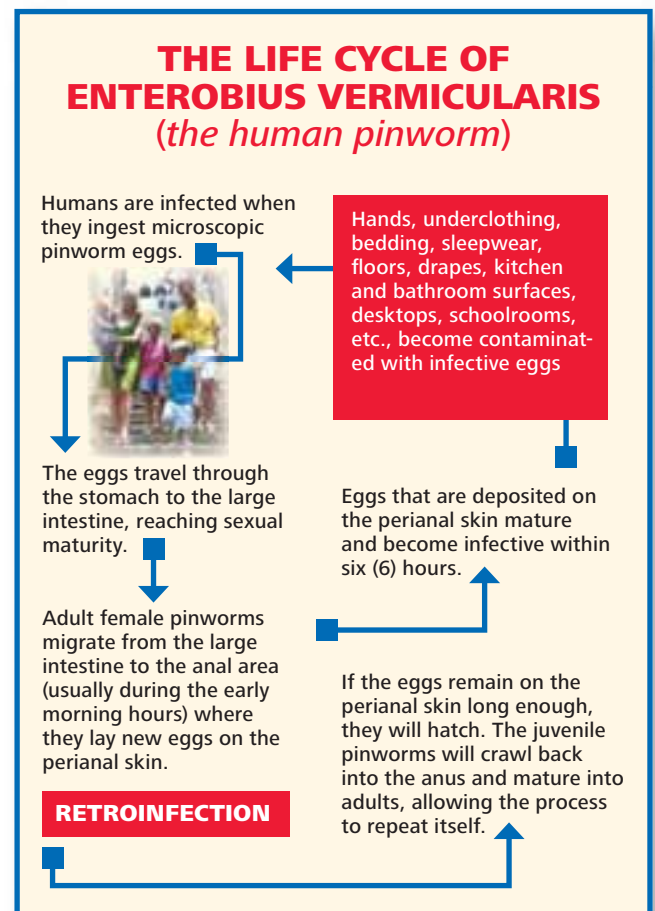 THE LIFE CYCLE OF
ENTEROBIUS VERMICULARIS
(the human pinworm)
Humans are infected when
they ingest microscopic
pinworm eggs.
Hands, underclothing,
bedding, sleepwear,
floors, drapes, kitchen
and bathroom surfaces,
desktops, schoolrooms,
etc., become contaminat-
ed with infective eggs
The eggs travel through
the stomach to the large
intestine, reaching sexual
maturity.
Eggs that are deposited on
the perianal skin mature
and become infective within
six (6) hours.
Adult female pinworms
migrate from the large
intestine to the anal area
(usually during the early
morning hours) where
they lay new eggs on the
perianal skin.
If the eggs remain on the
perianal skin long enough,
they will hatch. The juvenile
pinworms will crawl back
into the anus and mature into
adults, allowing the process
to repeat itself.
RETROINFECTION